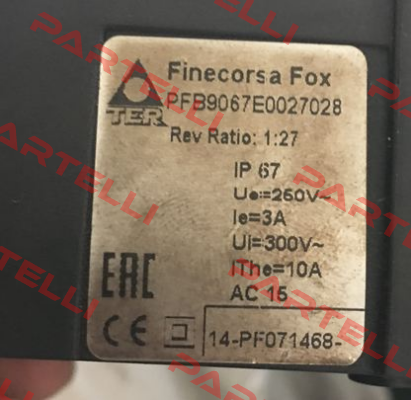 Finecorsa Fox
PFB9067E0027028
TER
Rev Ratio: 1:27
IP 67
Ue=250V~
Ie=3A
Ui=300V~
IThe=10A
AC 15
EAC
CE
14-PF071468-
PARTELLI
PARTELLI
PARTELLI
PARTELLI
PARTELLI